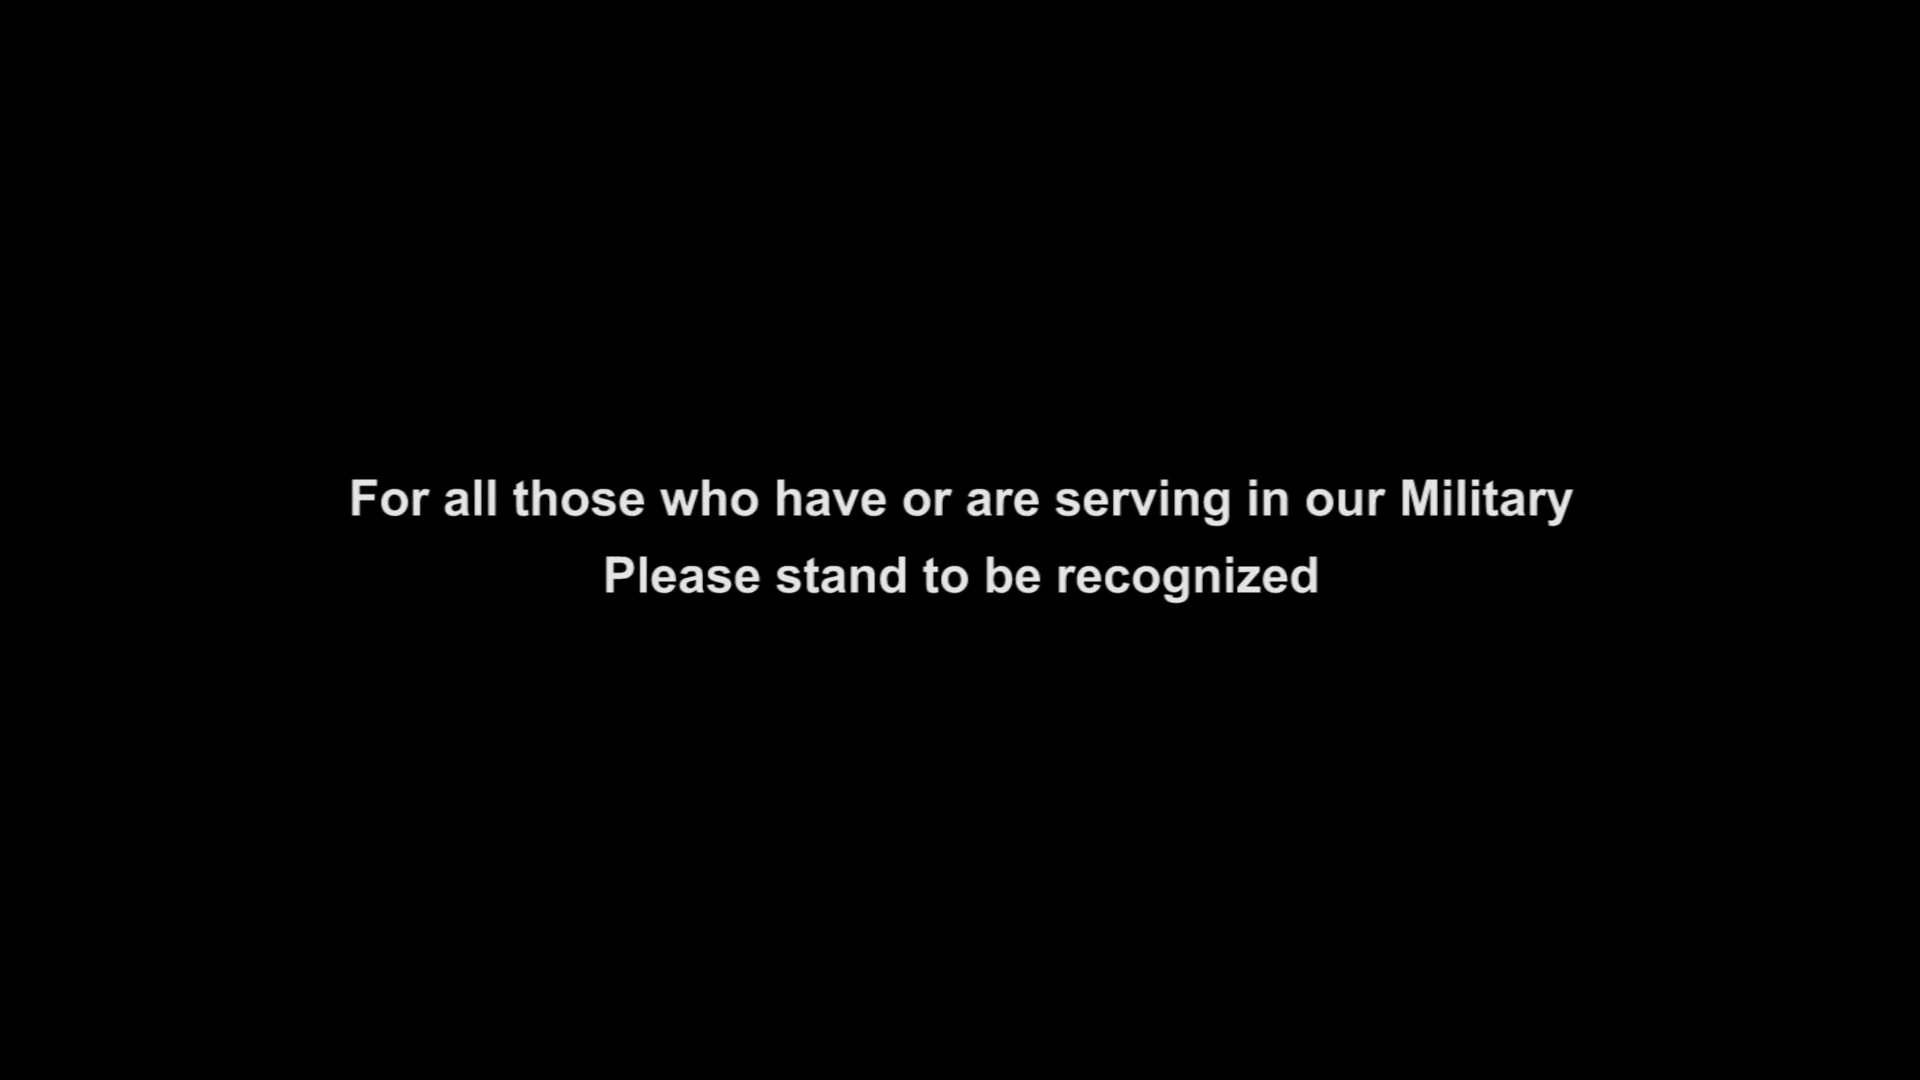 For all those who have or are serving in our Military
Please stand to be recognized